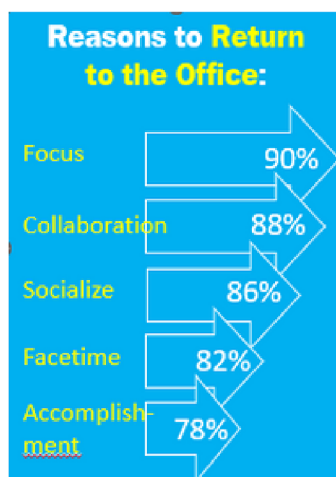 Reasons to Return
to the Office:
Focus 90%
Collaboration 88%
Socialize 86%
Facetime 82%
Accomplish-
ment 78%